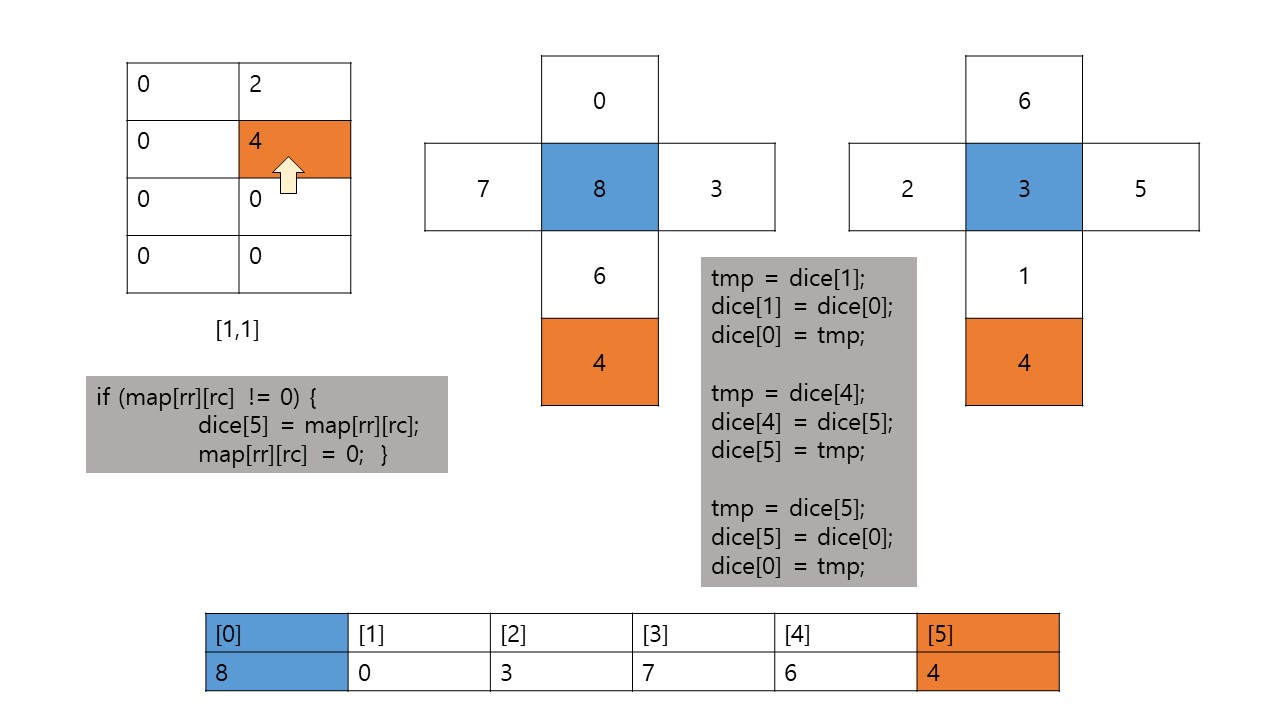 0 2
0 4
0 0
0 0
[1,1]
if (map[rr][rc] != 0) {
dice[5] = map[rr][rc];
map[rr][rc] = 0; }
0
7 8 3
6
4
6
2 3 5
1
4
tmp = dice[1];
dice[1] = dice[0];
dice[0] = tmp;
tmp = dice[4];
dice[4] = dice[5];
dice[5] = tmp;
tmp = dice[5];
dice[5] = dice[0];
dice[0] = tmp;
[0] [1] [2] [3] [4] [5]
8 0 3 7 6 4